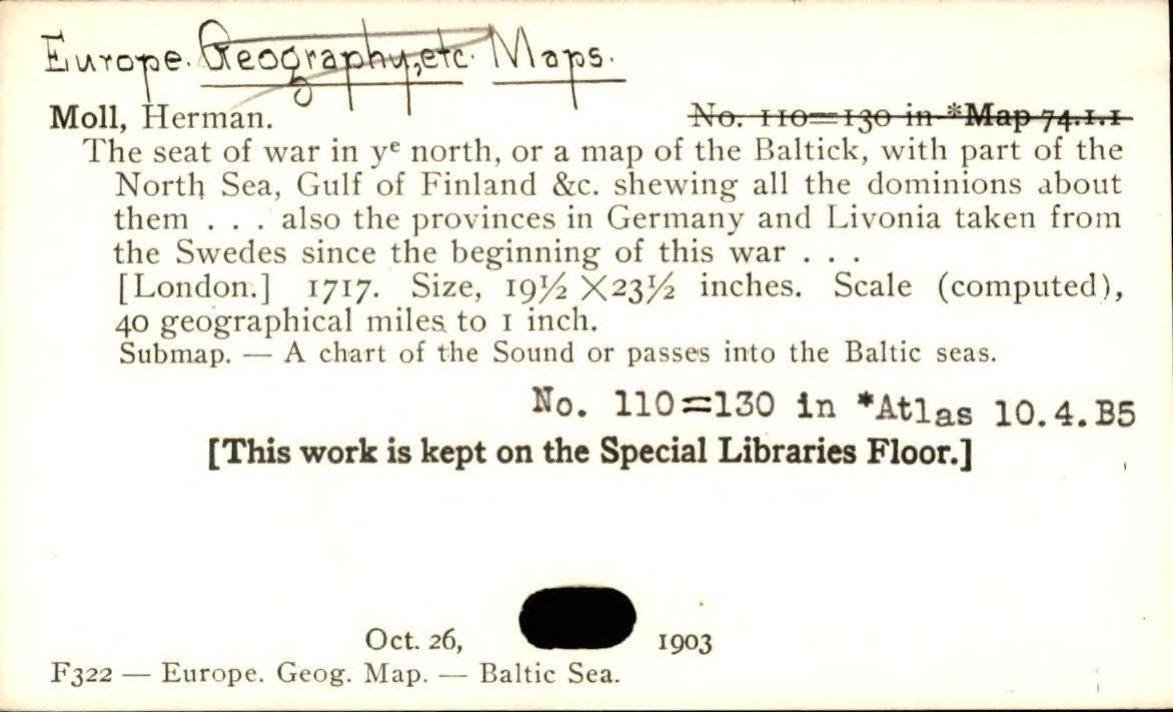 Europe. Geography, etc. Maps.
Moll, Herman. No. 110=130 in *Map 74.1.1
The seat of war in yᵉ north, or a map of the Baltick, with part of the
North Sea, Gulf of Finland &c. shewing all the dominions about
them . . . also the provinces in Germany and Livonia taken from
the Swedes since the beginning of this war . . .
[London.] 1717. Size, 19½ ×23½ inches. Scale (computed),
40 geographical miles to 1 inch.
Submap. — A chart of the Sound or passes into the Baltic seas.
No. 110=130 in *Atlas 10.4.B5
[This work is kept on the Special Libraries Floor.]
Oct. 26, 1903
F322 — Europe. Geog. Map. — Baltic Sea.